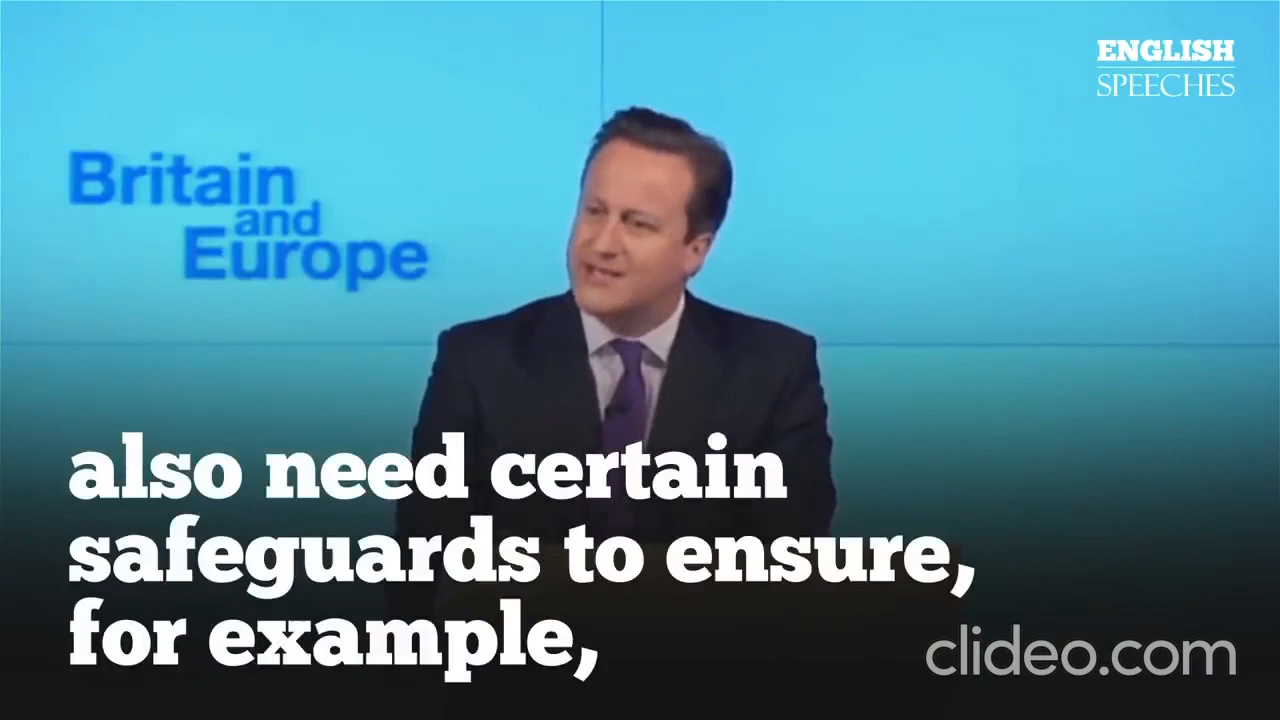 ENGLISH
SPEECHES
Britain
and
Europe
also need certain
safeguards to ensure,
for example,
clideo.com